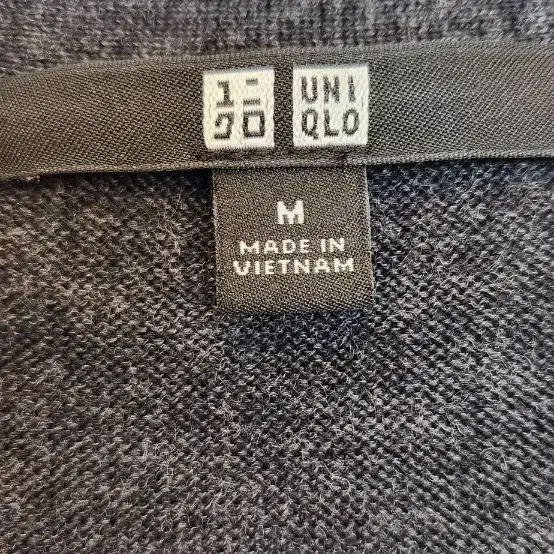 ユニ UNI
クロ QLO
M
MADE IN
VIETNAM